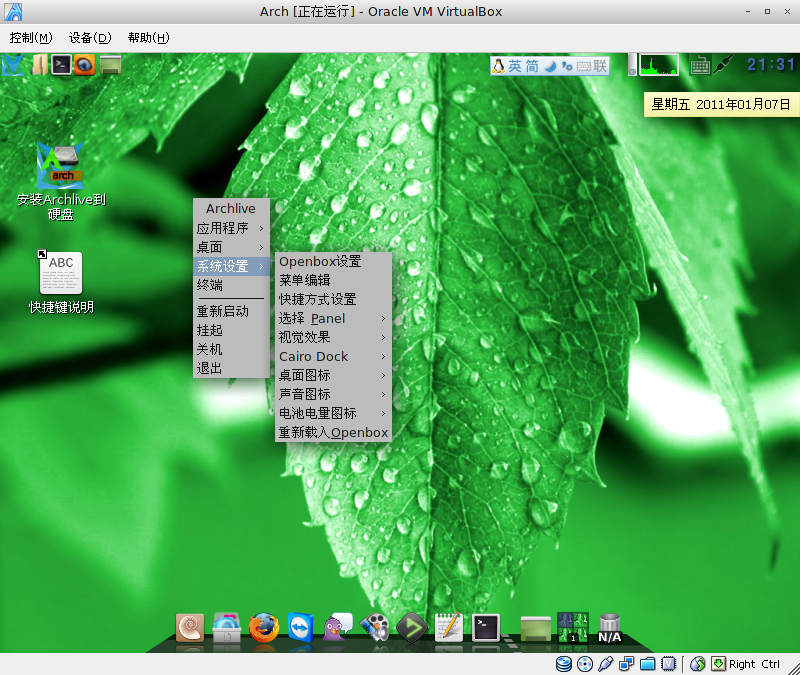 Arch [正在运行] - Oracle VM VirtualBox
控制(M) 设备(D) 帮助(H)
英 简 联
21:31
星期五 2011年01月07日
arch
安装Archlive到
硬盘
ABC
快捷键说明
Archlive
应用程序
桌面
系统设置
终端
重新启动
挂起
关机
退出
Openbox设置
菜单编辑
快捷方式设置
选择 Panel
视觉效果
Cairo Dock
桌面图标
声音图标
电池电量图标
重新载入Openbox
1
N/A
Right Ctrl